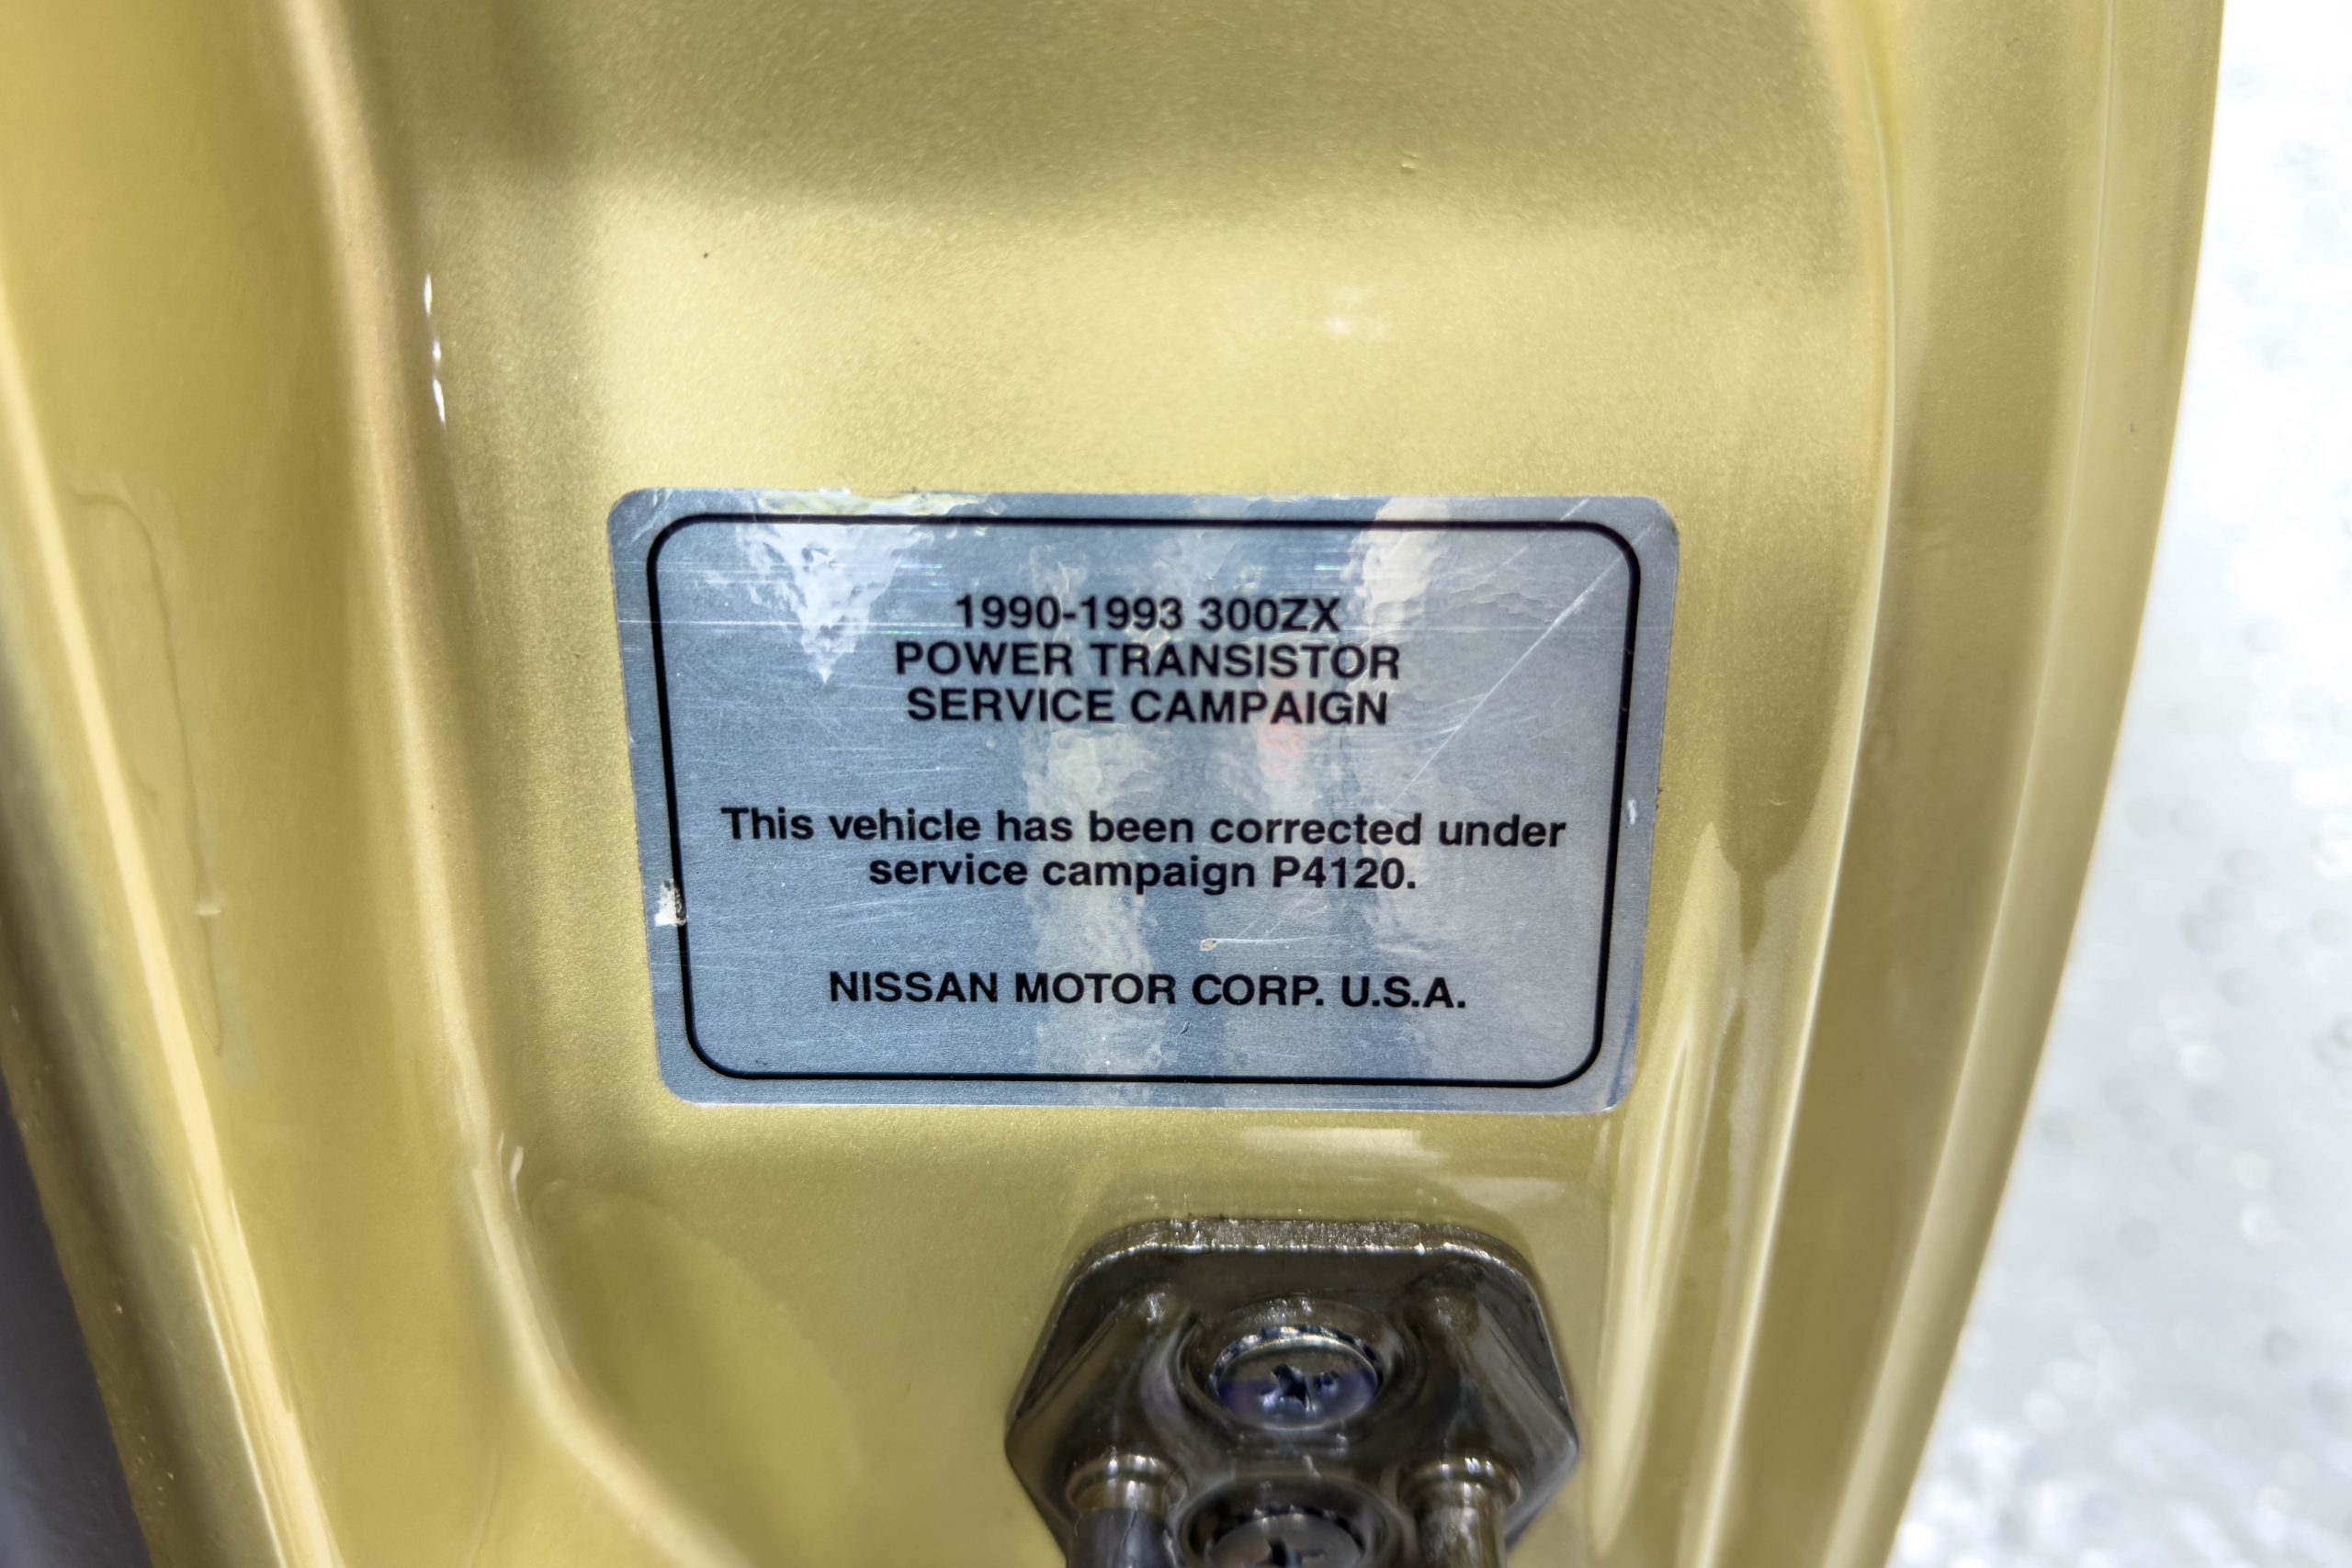 1990-1993 300ZX
POWER TRANSISTOR
SERVICE CAMPAIGN
This vehicle has been corrected under
service campaign P4120.
NISSAN MOTOR CORP. U.S.A.